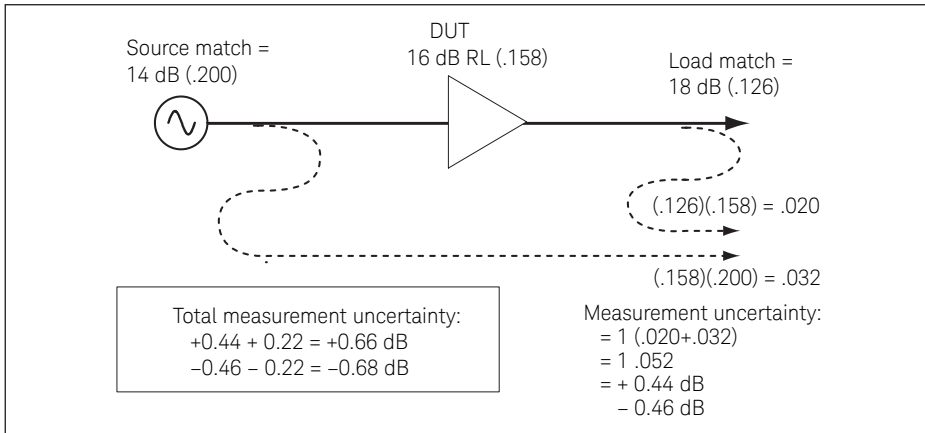 Source match =
14 dB (.200)
DUT
16 dB RL (.158)
Load match =
18 dB (.126)
(.126)(.158) = .020
(.158)(.200) = .032
Total measurement uncertainty:
+0.44 + 0.22 = +0.66 dB
−0.46 − 0.22 = −0.68 dB
Measurement uncertainty:
= 1 (.020+.032)
= 1 .052
= + 0.44 dB
− 0.46 dB